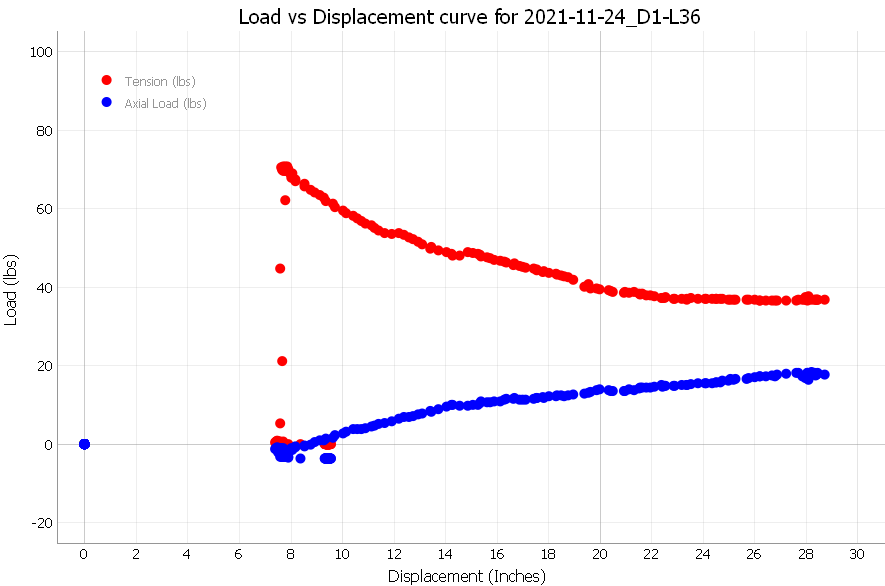 Load vs Displacement curve for 2021-11-24_D1-L36
100
80
60
40
20
0
-20
Load (lbs)
Tension (lbs)
Axial Load (lbs)
0 2 4 6 8 10 12 14 16 18 20 22 24 26 28 30
Displacement (Inches)